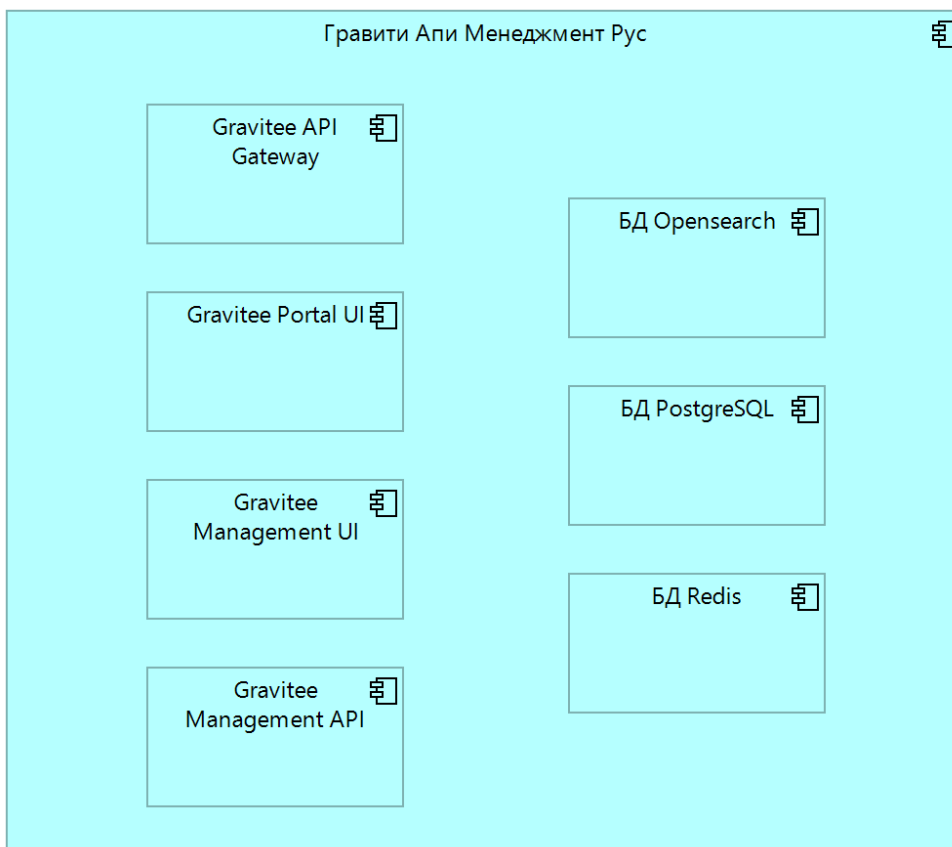 Гравити Апи Менеджмент Рус
Gravitee API
Gateway
Gravitee Portal UI
Gravitee
Management UI
Gravitee
Management API
БД Opensearch
БД PostgreSQL
БД Redis